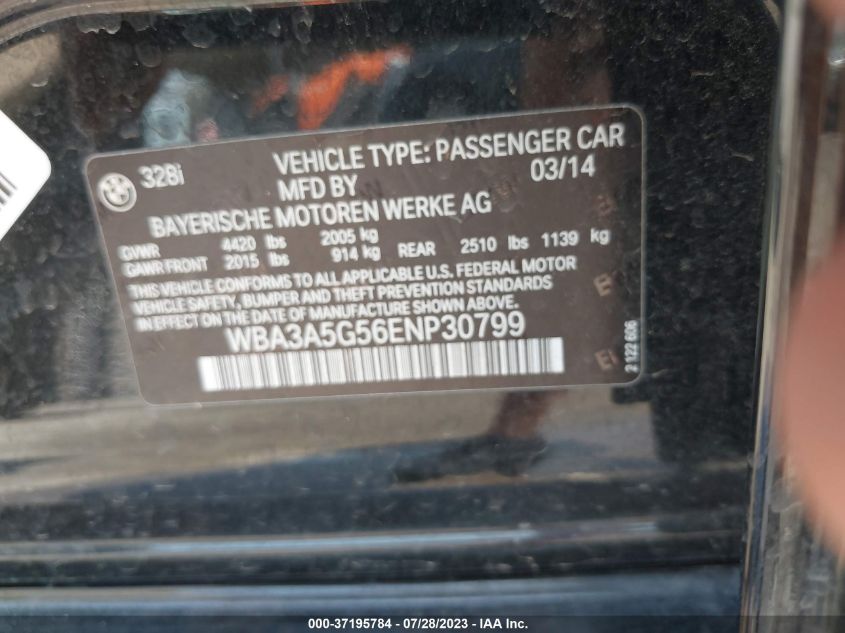 328i
VEHICLE TYPE: PASSENGER CAR
MFD BY 03/14
BAYERISCHE MOTOREN WERKE AG
GVWR 4420 lbs 2005 kg
GAWR FRONT 2015 lbs 914 kg REAR 2510 lbs 1139 kg
THIS VEHICLE CONFORMS TO ALL APPLICABLE U.S. FEDERAL MOTOR
VEHICLE SAFETY, BUMPER AND THEFT PREVENTION STANDARDS
IN EFFECT ON THE DATE OF MANUFACTURE SHOWN ABOVE.
WBA3A5G56ENP30799
2 122 606
000-37195784 / 07/28/2023 - IAA Inc.